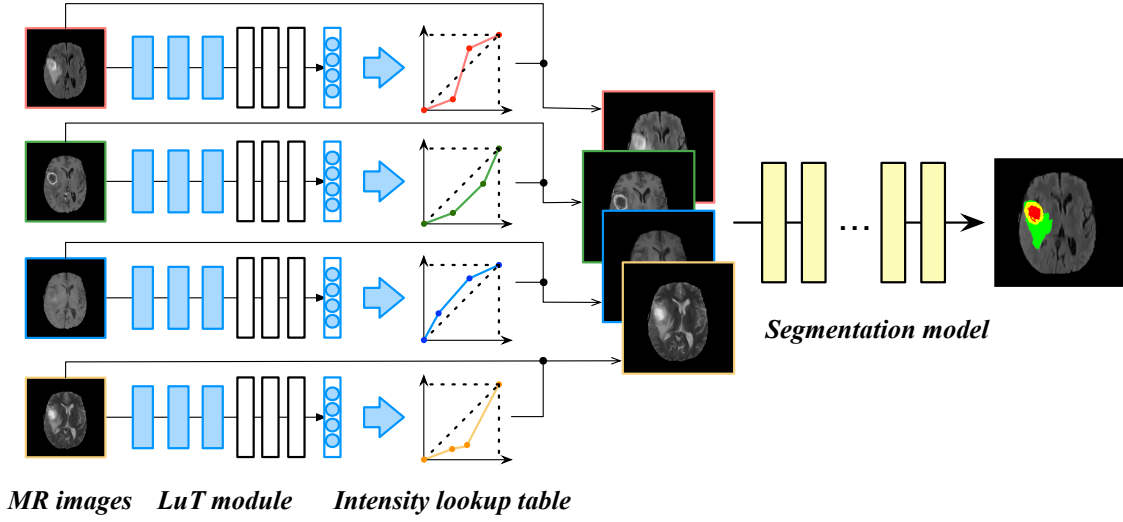 Segmentation model
MR images
LuT module
Intensity lookup table